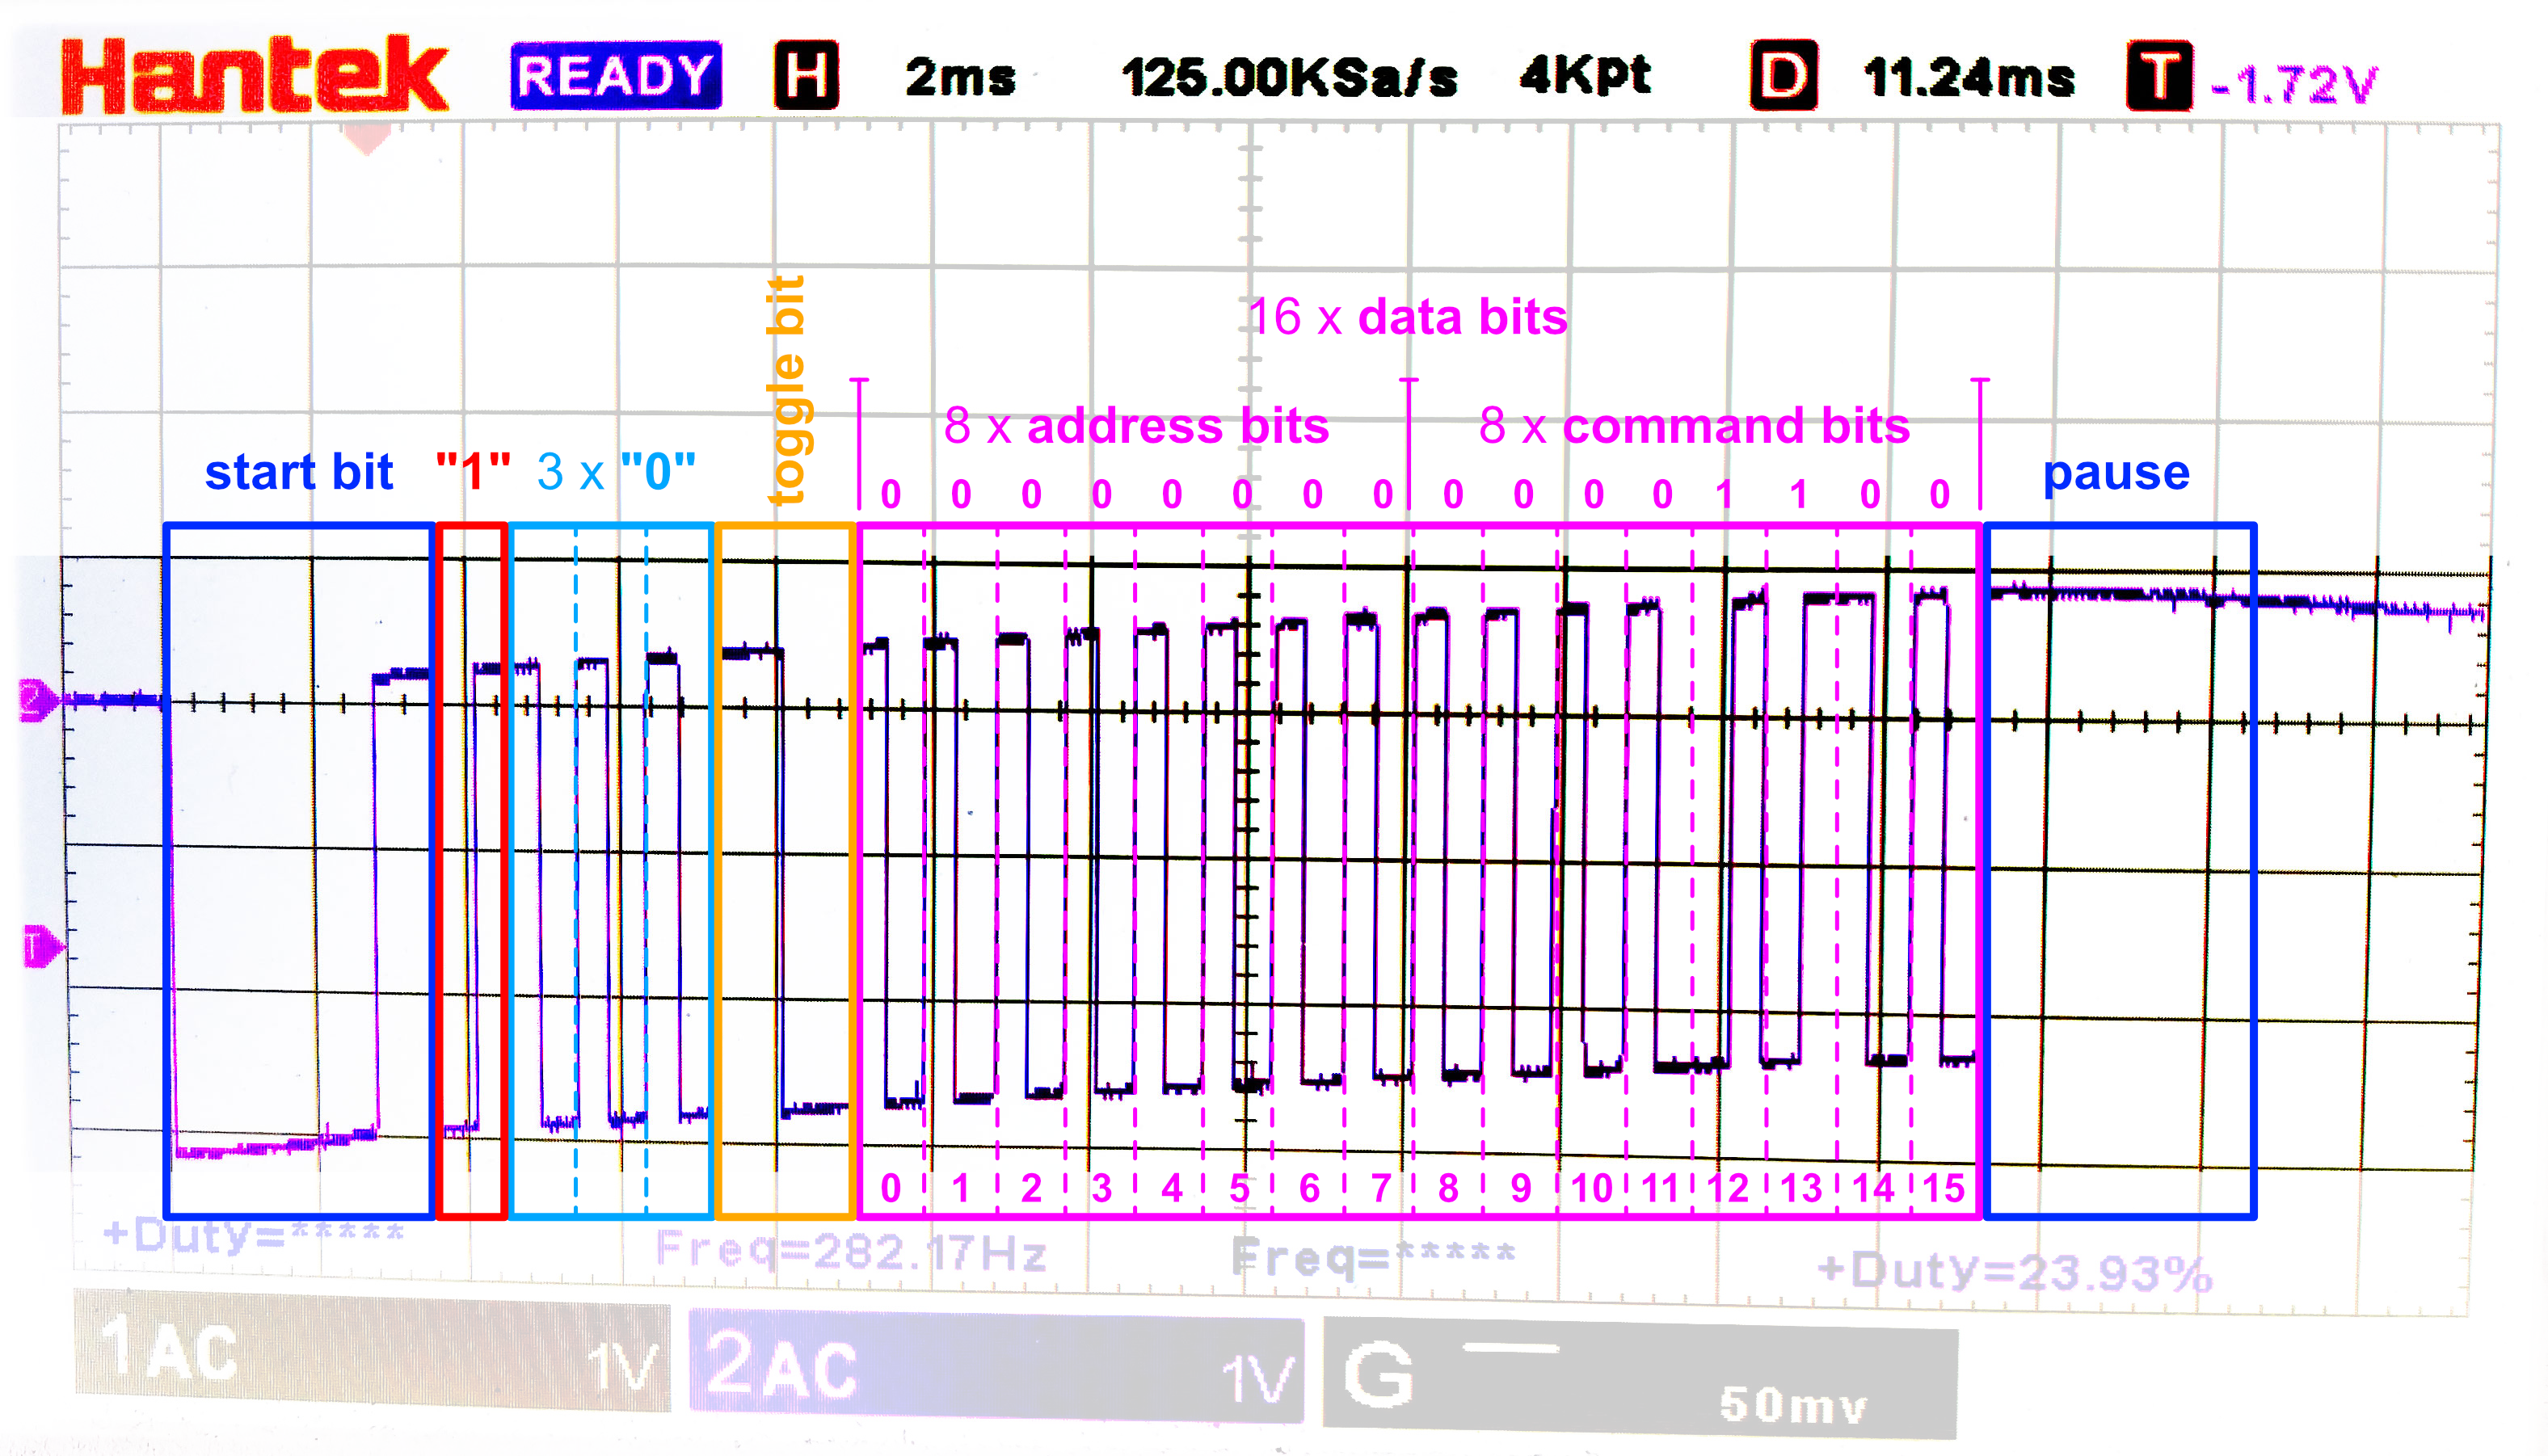 Hantek READY H 2ms 125.00KSa/s 4Kpt D 11.24ms T -1.72V
toggle bit
16 x data bits
8 x address bits 8 x command bits
start bit "1" 3 x "0" pause
0 0 0 0 0 0 0 0 0 0 0 0 1 1 0 0
2
T
0 1 2 3 4 5 6 7 8 9 10 11 12 13 14 15
+Duty=***** Freq=282.17Hz Freq=***** +Duty=23.93%
1AC 1V 2AC 1V G 50mv